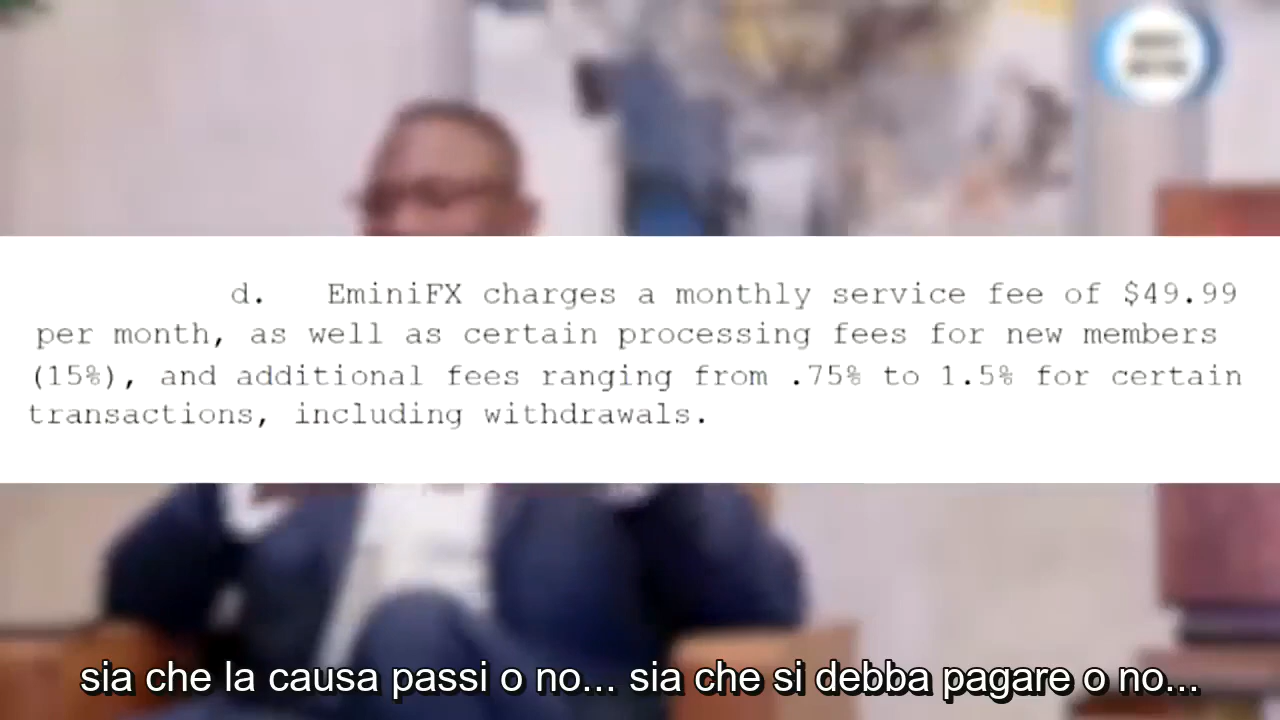 d. EminiFX charges a monthly service fee of $49.99
per month, as well as certain processing fees for new members
(15%), and additional fees ranging from .75% to 1.5% for certain
transactions, including withdrawals.
sia che la causa passi o no... sia che si debba pagare o no...